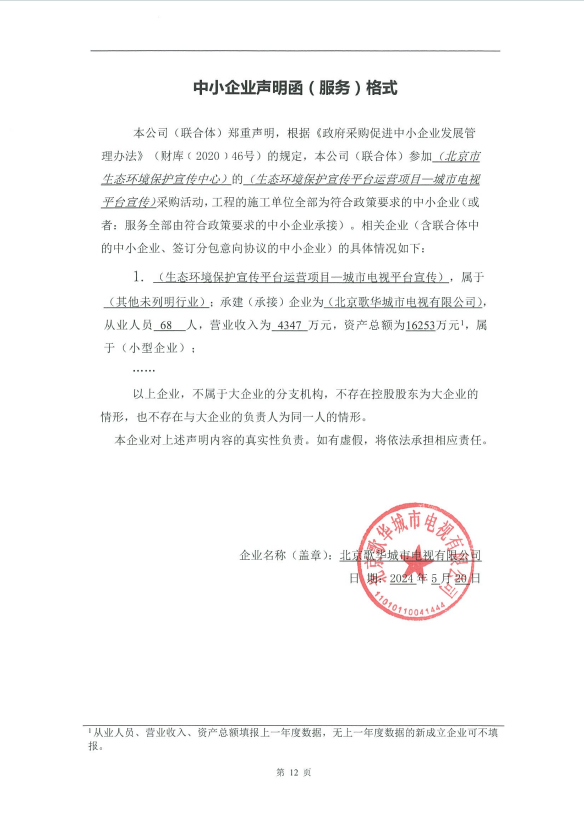 中小企业声明函（服务）格式
本公司（联合体）郑重声明，根据《政府采购促进中小企业发展管
理办法》（财库﹝2020﹞46号）的规定，本公司（联合体）参加（北京市
生态环境保护宣传中心）的（生态环境保护宣传平台运营项目—城市电视
平台宣传）采购活动，工程的施工单位全部为符合政策要求的中小企业（或
者：服务全部由符合政策要求的中小企业承接）。相关企业（含联合体中
的中小企业、签订分包意向协议的中小企业）的具体情况如下：
1. （生态环境保护宣传平台运营项目—城市电视平台宣传），属于
（其他未列明行业）；承建（承接）企业为（北京歌华城市电视有限公司），
从业人员 68 人，营业收入为 4347 万元，资产总额为16253万元¹，属
于（小型企业）；
……
以上企业，不属于大企业的分支机构，不存在控股股东为大企业的
情形，也不存在与大企业的负责人为同一人的情形。
本企业对上述声明内容的真实性负责。如有虚假，将依法承担相应责任。
企业名称（盖章）：北京歌华城市电视有限公司
日 期：2024 年 5 月 20 日
北京歌华城市电视有限公司
11010110041444
¹从业人员、营业收入、资产总额填报上一年度数据，无上一年度数据的新成立企业可不填
报。
第 12 页